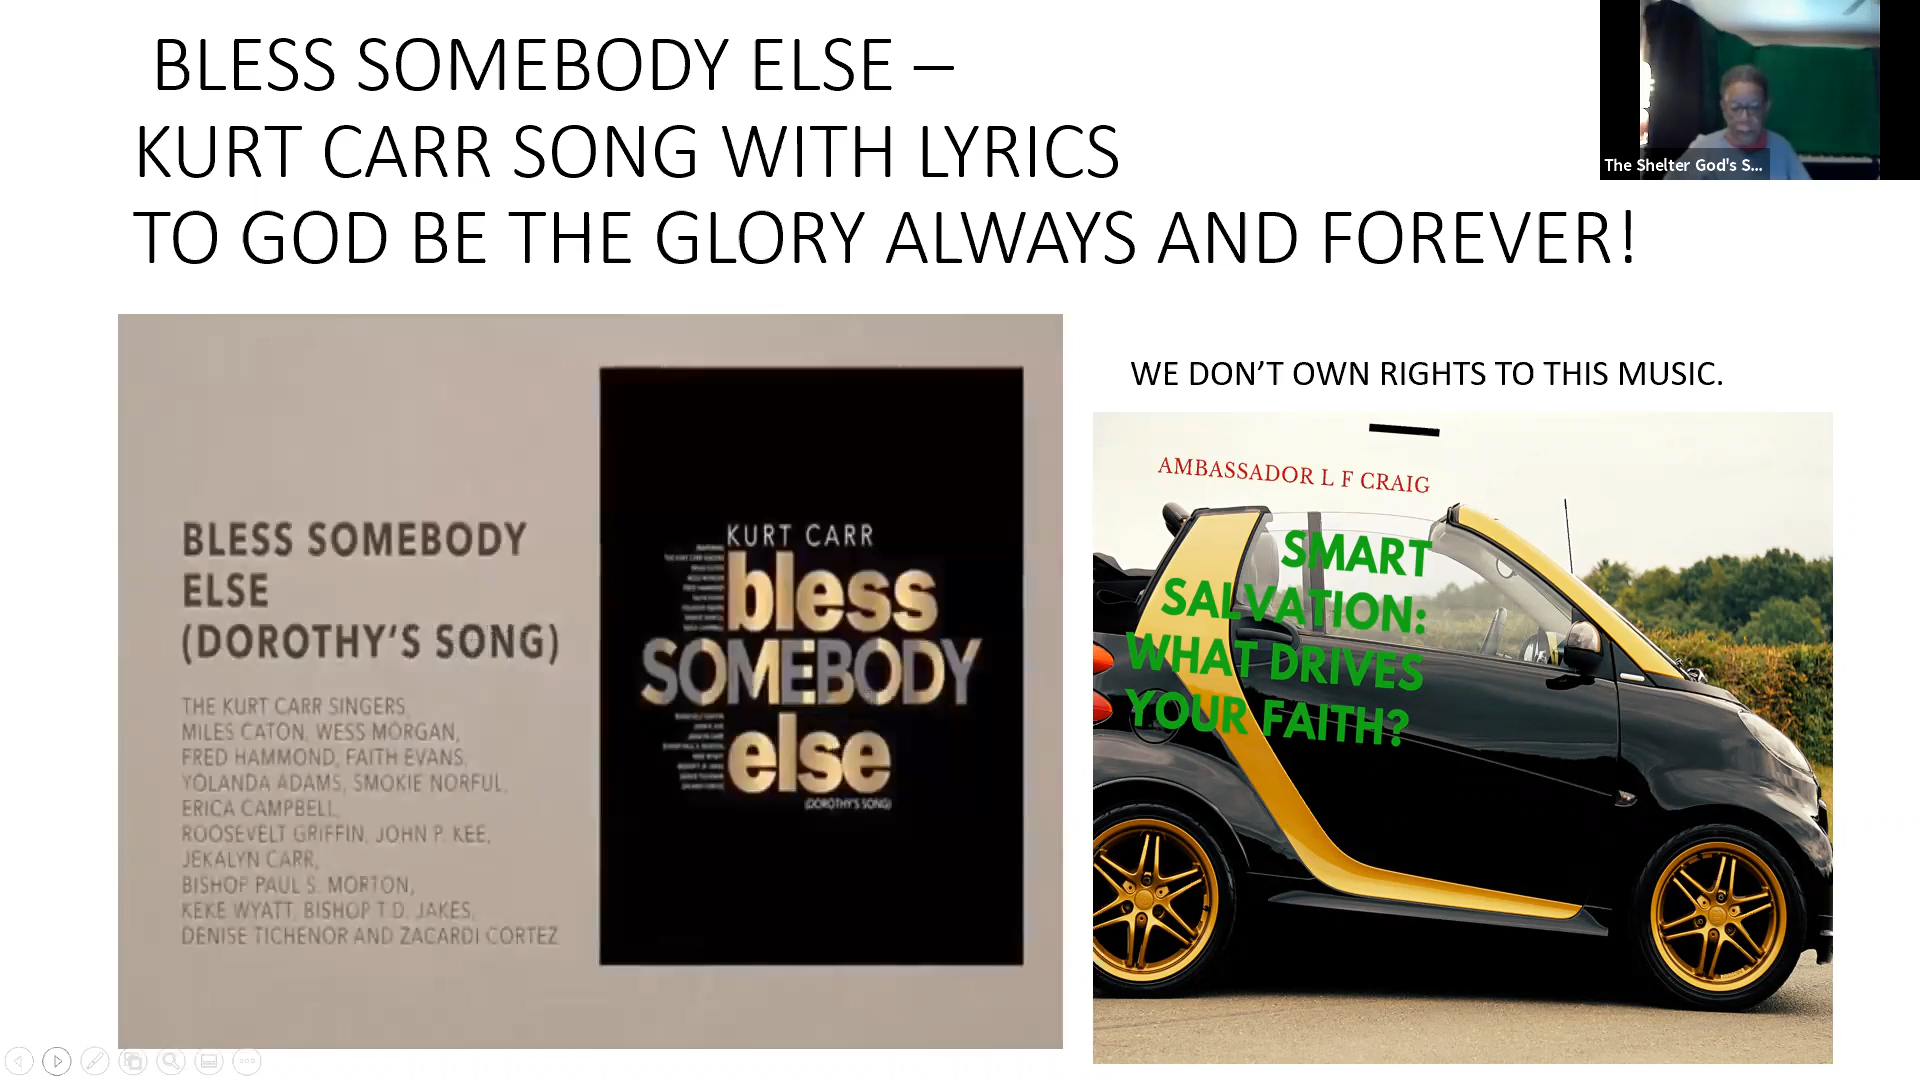 BLESS SOMEBODY ELSE –
KURT CARR SONG WITH LYRICS
TO GOD BE THE GLORY ALWAYS AND FOREVER!
The Shelter God's S...
BLESS SOMEBODY
ELSE
(DOROTHY'S SONG)
THE KURT CARR SINGERS,
MILES CATON, WESS MORGAN,
FRED HAMMOND, FAITH EVANS,
YOLANDA ADAMS, SMOKIE NORFUL,
ERICA CAMPBELL,
ROOSEVELT GRIFFIN, JOHN P. KEE,
JEKALYN CARR,
BISHOP PAUL S. MORTON,
KEKE WYATT, BISHOP T.D. JAKES,
DENISE TICHENOR AND ZACARDI CORTEZ
KURT CARR
bless
SOMEBODY
else
(DOROTHY'S SONG)
WE DON'T OWN RIGHTS TO THIS MUSIC.
AMBASSADOR L F CRAIG
SMART
SALVATION:
WHAT DRIVES
YOUR FAITH?